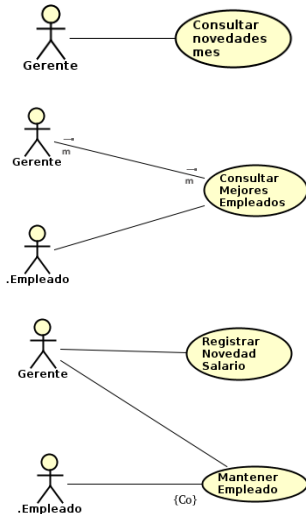 Consultar
novedades
mes
Gerente
Gerente
m
m
Consultar
Mejores
Empleados
.Empleado
Registrar
Novedad
Salario
Gerente
Mantener
Empleado
{Co}
.Empleado